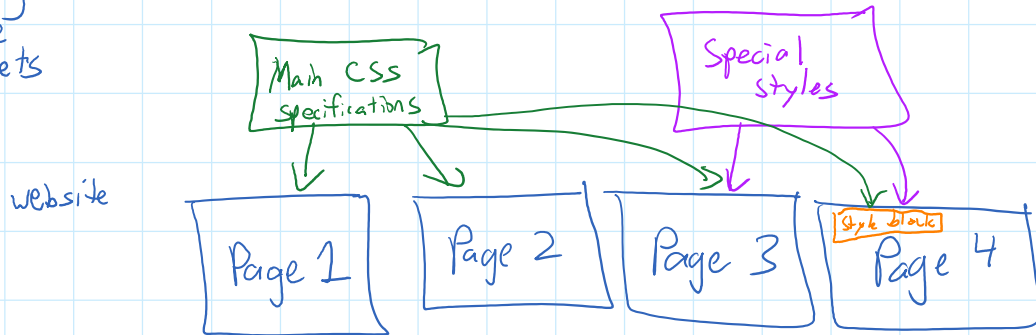 ets
Main CSS
specifications
Special
styles
website
Page 1
Page 2
Page 3
Style block
Page 4